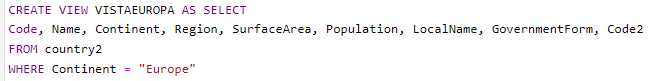 CREATE VIEW VISTAEUROPA AS SELECT
Code, Name, Continent, Region, SurfaceArea, Population, LocalName, GovernmentForm, Code2
FROM country2
WHERE Continent = "Europe"